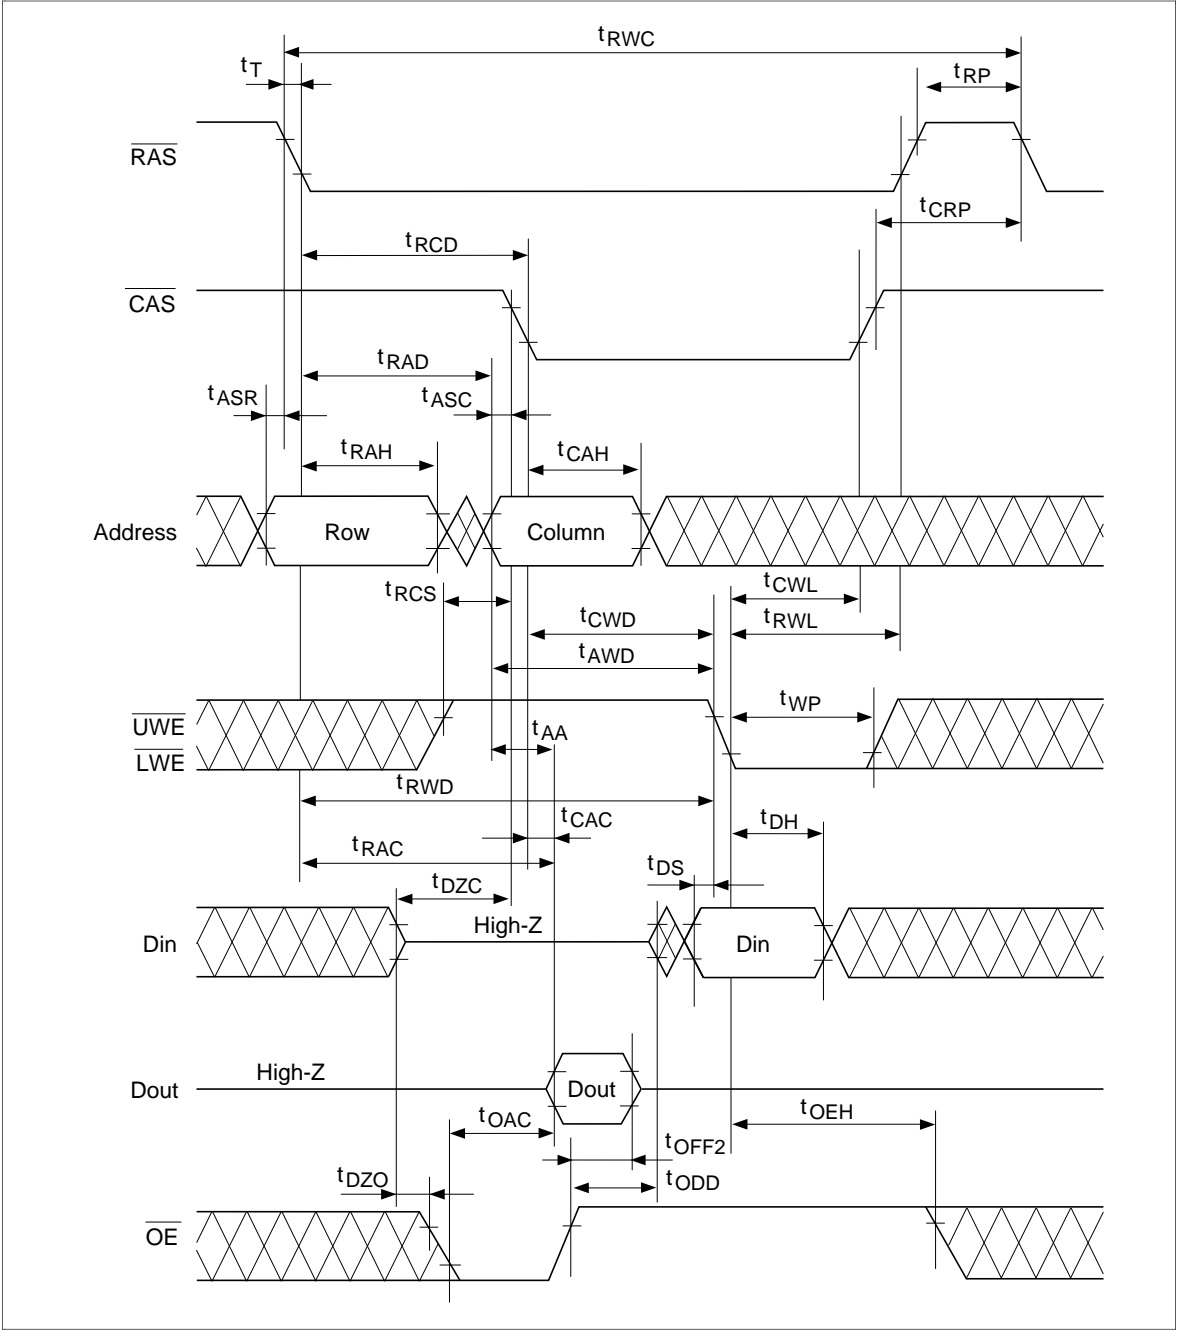 tRWC
tT
tRP
RAS
tCRP
tRCD
CAS
tRAD
tASR
tASC
tRAH
tCAH
Address
Row
Column
tRCS
tCWL
tCWD
tRWL
tAWD
UWE
tWP
tAA
LWE
tRWD
tCAC
tDH
tRAC
tDS
tDZC
High-Z
Din
Din
High-Z
Dout
Dout
tOAC
tOEH
tOFF2
tDZO
tODD
OE